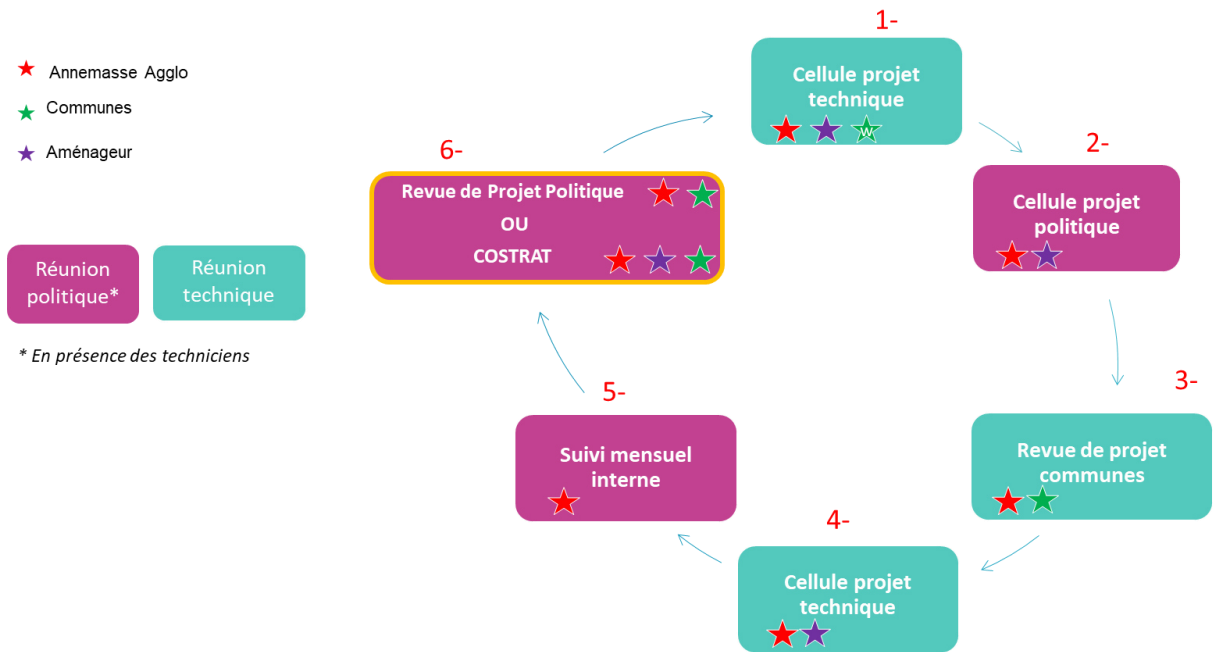 Annemasse Agglo
Communes
Aménageur
Réunion
politique*
Réunion
technique
* En présence des techniciens
1-
Cellule projet
technique
W
2-
Cellule projet
politique
3-
Revue de projet
communes
4-
Cellule projet
technique
5-
Suivi mensuel
interne
6-
Revue de Projet Politique
OU
COSTRAT